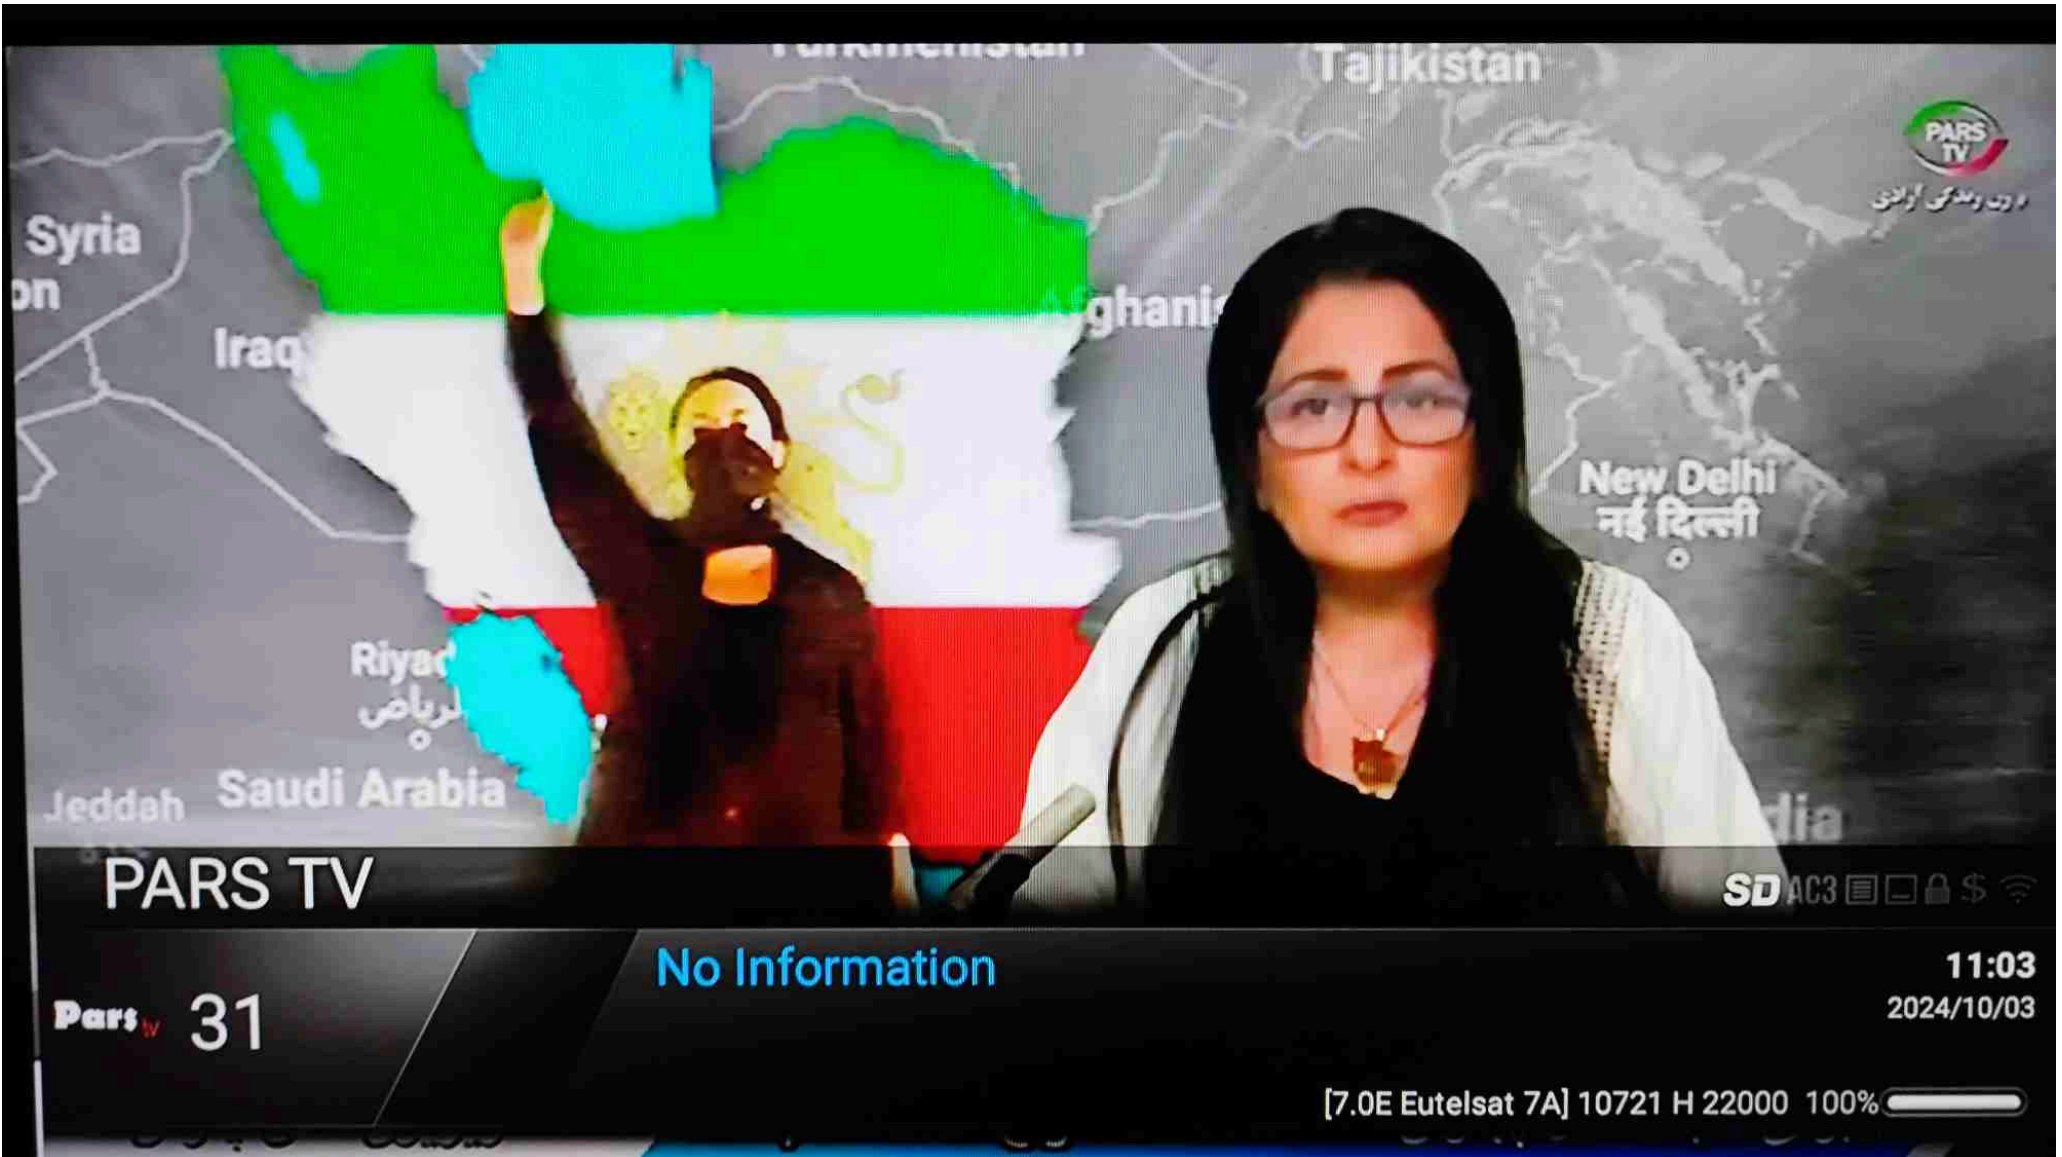 Tajikistan
PARS
TV
Syria
Iraq
New Delhi
नई दिल्ली
Saudi Arabia
Jeddah
PARS TV
SD AC3 $
Pars tv 31
No Information
11:03
2024/10/03
[7.0E Eutelsat 7A] 10721 H 22000 100%